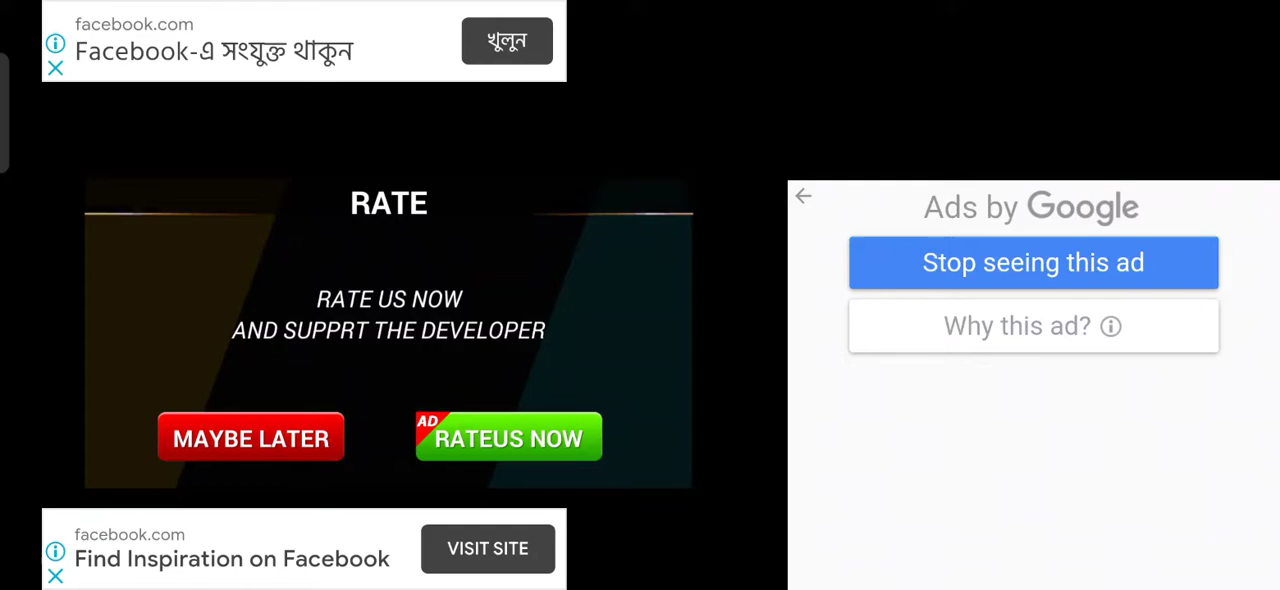 facebook.com
Facebook-এ সংযুক্ত থাকুন
খুলুন
RATE
RATE US NOW
AND SUPPRT THE DEVELOPER
MAYBE LATER
AD
RATEUS NOW
facebook.com
Find Inspiration on Facebook
VISIT SITE
Ads by Google
Stop seeing this ad
Why this ad?